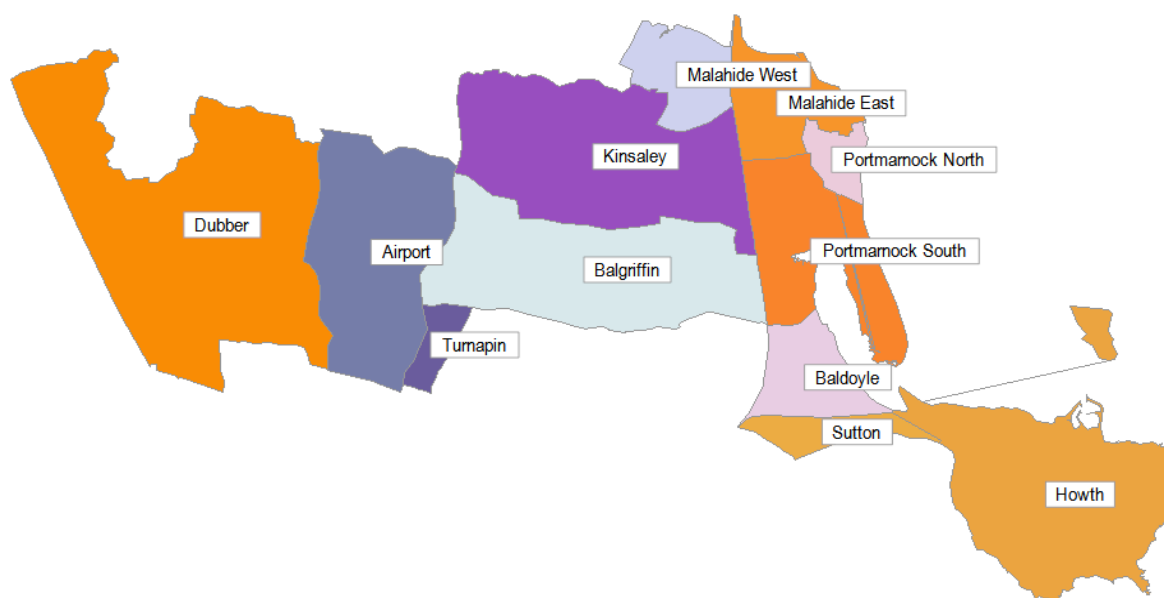 Malahide West
Malahide East
Kinsaley
Portmarnock North
Dubber
Airport
Portmarnock South
Balgriffin
Turnapin
Baldoyle
Sutton
Howth